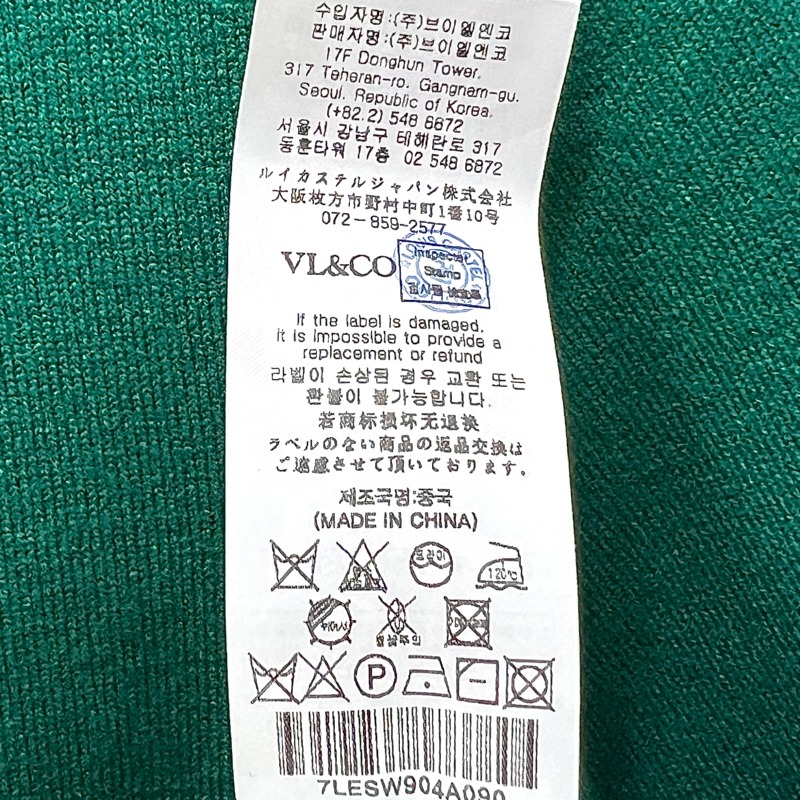 수입자명:(주)브이엘엔코
판매자명:(주)브이엘엔코
17F Donghun Tower,
317 Teheran-ro, Gangnam-gu,
Seoul, Republic of Korea,
(+82.2) 548 6872
서울시 강남구 테헤란로 317
동훈타워 17층 02 548 6872
ルイカステルジャパン株式会社
大阪枚方市野村中町1番10号
072-859-2577
VL&CO
Inspected
Stamp
If the label is damaged,
it is impossible to provide a
replacement or refund
라벨이 손상된 경우 교환 또는
환불이 불가능합니다.
若商标损坏无退换
ラベルのない商品の返品交換は
ご遠慮させて頂いております。
제조국명:중국
(MADE IN CHINA)
드라이
120℃
P
7LESW904A090